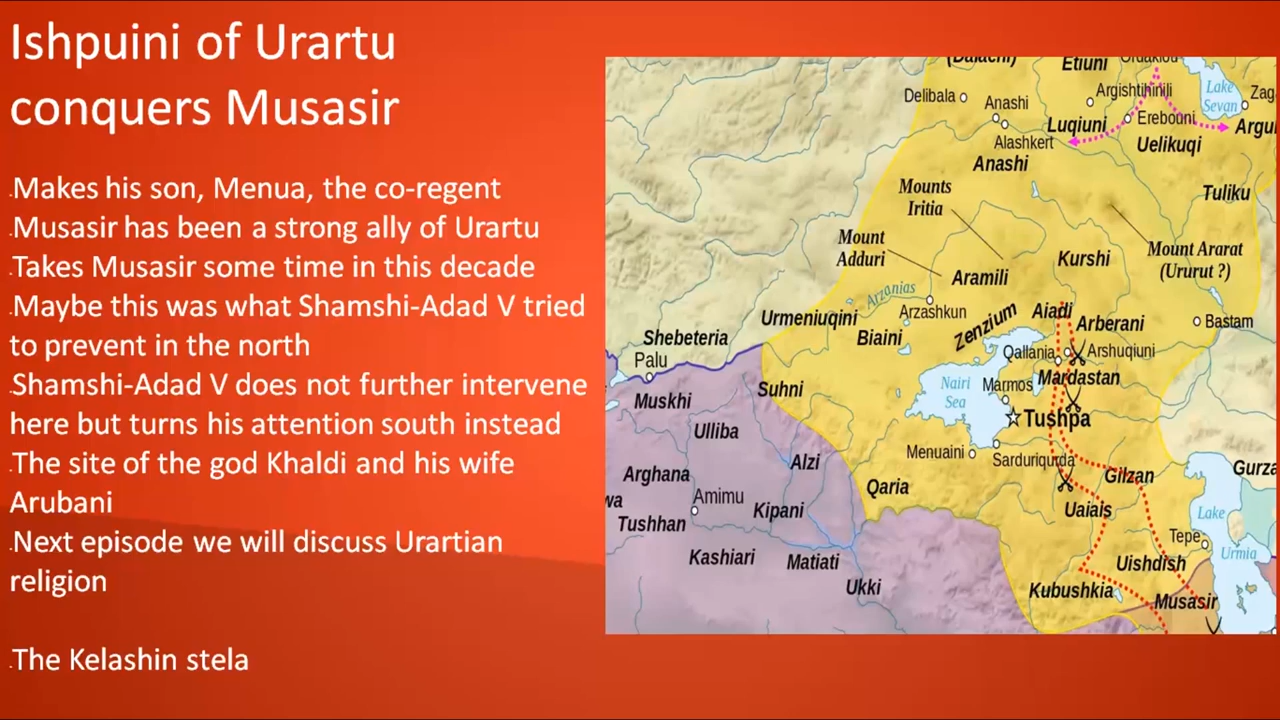 Ishpuini of Urartu
conquers Musasir
.Makes his son, Menua, the co-regent
.Musasir has been a strong ally of Urartu
.Takes Musasir some time in this decade
.Maybe this was what Shamshi-Adad V tried
to prevent in the north
.Shamshi-Adad V does not further intervene
here but turns his attention south instead
.The site of the god Khaldi and his wife
Arubani
.Next episode we will discuss Urartian
religion
.The Kelashin stela
Etiuni
Delibala
Anashi
Argishtihinili
Lake
Sevan
Zag
Erebouni
Luqiuni
Argu
Alashkert
Uelikuqi
Anashi
Mounts
Iritia
Tuliku
Mount
Adduri
Kurshi
Mount Ararat
(Ururut ?)
Aramili
Arzanias
Arzashkun
Urmeniuqini
Zenzium
Aiadi
Arberani
Bastam
Shebeteria
Biaini
Palu
Qallania
Arshuqiuni
Suhni
Nairi
Sea
Marmos
Mardastan
Muskhi
Tushpa
Ulliba
Menuaini
Sarduriqurda
Alzi
Arghana
Gilzan
Gurza
wa
Amimu
Qaria
Kipani
Uaiais
Lake
Urmia
Tushhan
Tepe
Kashiari
Matiati
Uishdish
Ukki
Kubushkia
Musasir